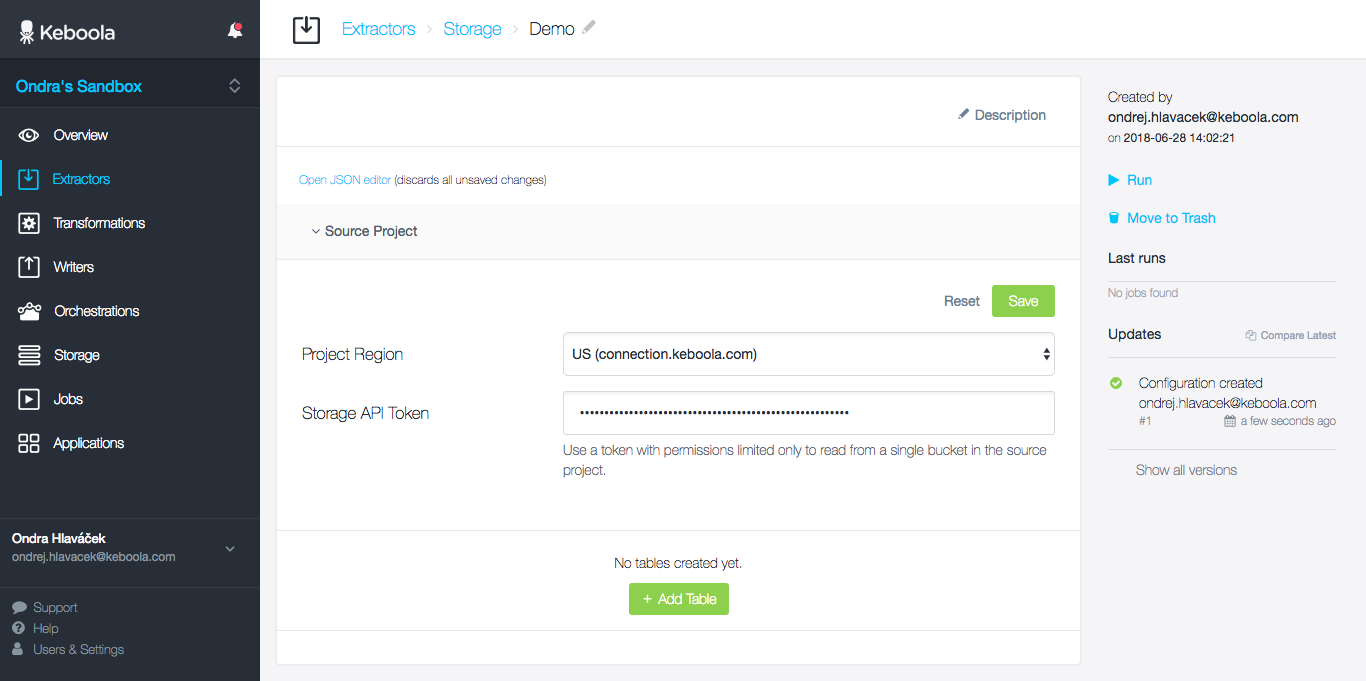 Keboola
Ondra's Sandbox
Overview
Extractors
Transformations
Writers
Orchestrations
Storage
Jobs
Applications
Ondra Hlaváček
ondrej.hlavacek@keboola.com
Support
Help
Users & Settings
Extractors › Storage › Demo
Description
Open JSON editor (discards all unsaved changes)
Source Project
Reset Save
Project Region US (connection.keboola.com)
Storage API Token ••••••••••••••••••••••••••••••••••••••••••••••••••••••
Use a token with permissions limited only to read from a single bucket in the source
project.
No tables created yet.
+ Add Table
Created by
ondrej.hlavacek@keboola.com
on 2018-06-28 14:02:21
Run
Move to Trash
Last runs
No jobs found
Updates Compare Latest
Configuration created
ondrej.hlavacek@keboola.com
#1 a few seconds ago
Show all versions